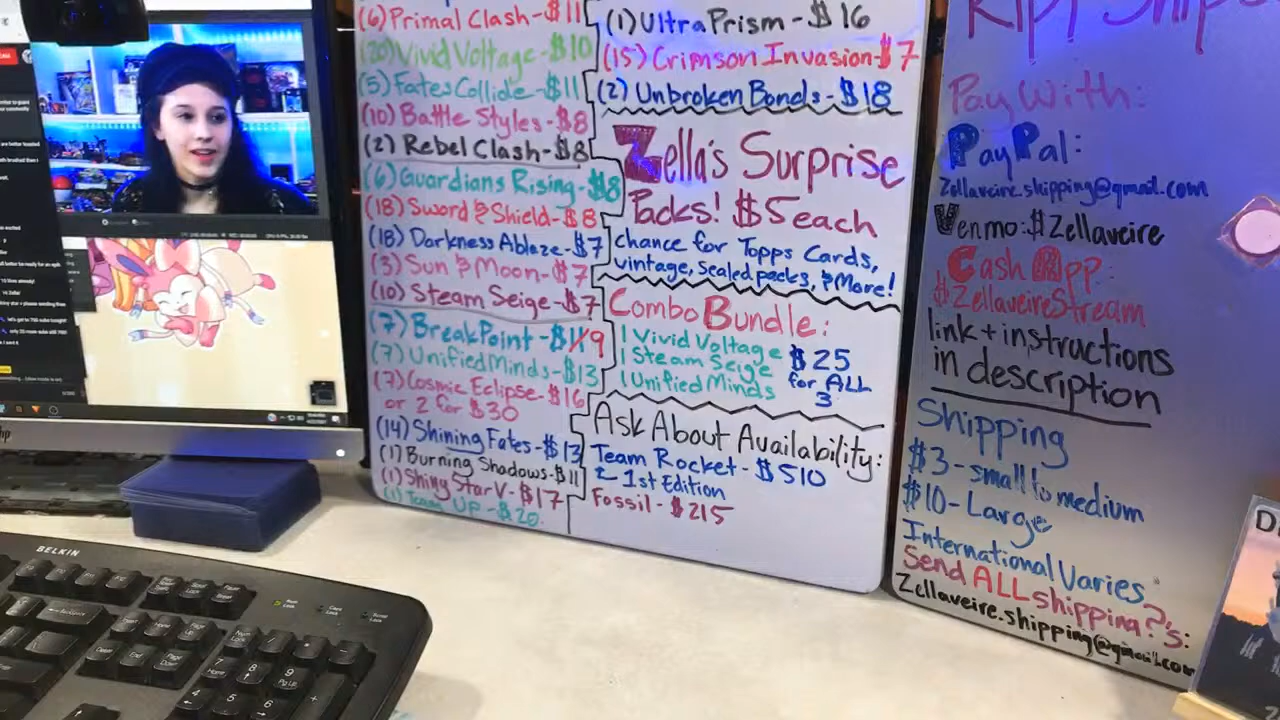 (6) Primal Clash - $11
(20) Vivid Voltage - $10
(5) Fates Collide - $11
(10) Battle Styles - $8
(2) Rebel Clash - $8
(6) Guardians Rising - $8
(18) Sword & Shield - $8
(18) Darkness Ablaze - $7
(3) Sun & Moon - $7
(10) Steam Seige - $7
(7) BreakPoint - $9
(7) Unified Minds - $13
(7) Cosmic Eclipse - $16
or 2 for $30
(14) Shining Fates - $13
(1) Burning Shadows - $11
(1) Shiny Star V - $17
(1) Team Up - $20
(1) Ultra Prism - $16
(15) Crimson Invasion - $7
(2) Unbroken Bonds - $18
Zella's Surprise
Packs! $5 each
chance for Topps Cards,
vintage, sealed packs, & More!
Combo Bundle:
1 Vivid Voltage
1 Steam Seige
1 Unified Minds
$25
for ALL
3
Ask About Availability:
Team Rocket - $510
1st Edition
Fossil - $215
Rip/Ship
Pay With:
PayPal:
Zellaveire.shipping@gmail.com
Venmo: $Zellaveire
Cash App:
$ZellaveireStream
link + instructions
in description
Shipping
$3 - small to medium
$10 - Large
International Varies
Send ALL shipping ?'s:
Zellaveire.shipping@gmail.com
hp
BELKIN